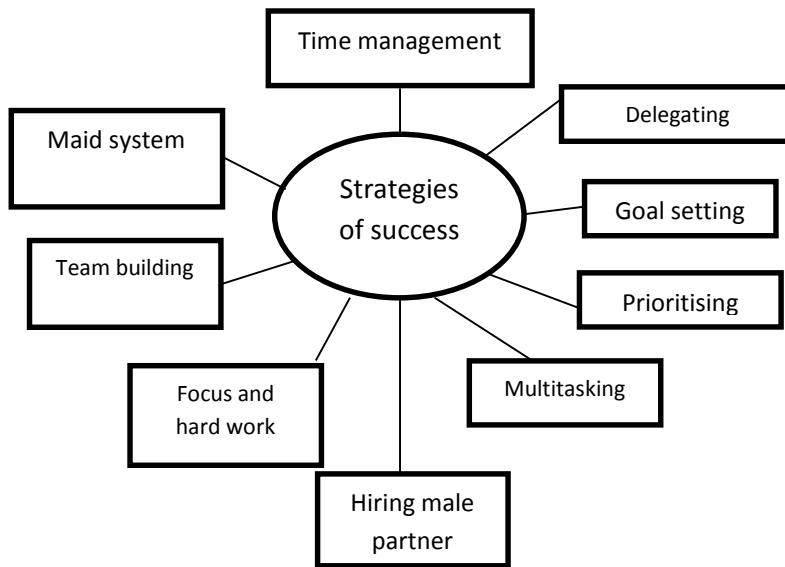 Time management
Delegating
Maid system
Strategies
of success
Goal setting
Team building
Prioritising
Multitasking
Focus and
hard work
Hiring male
partner